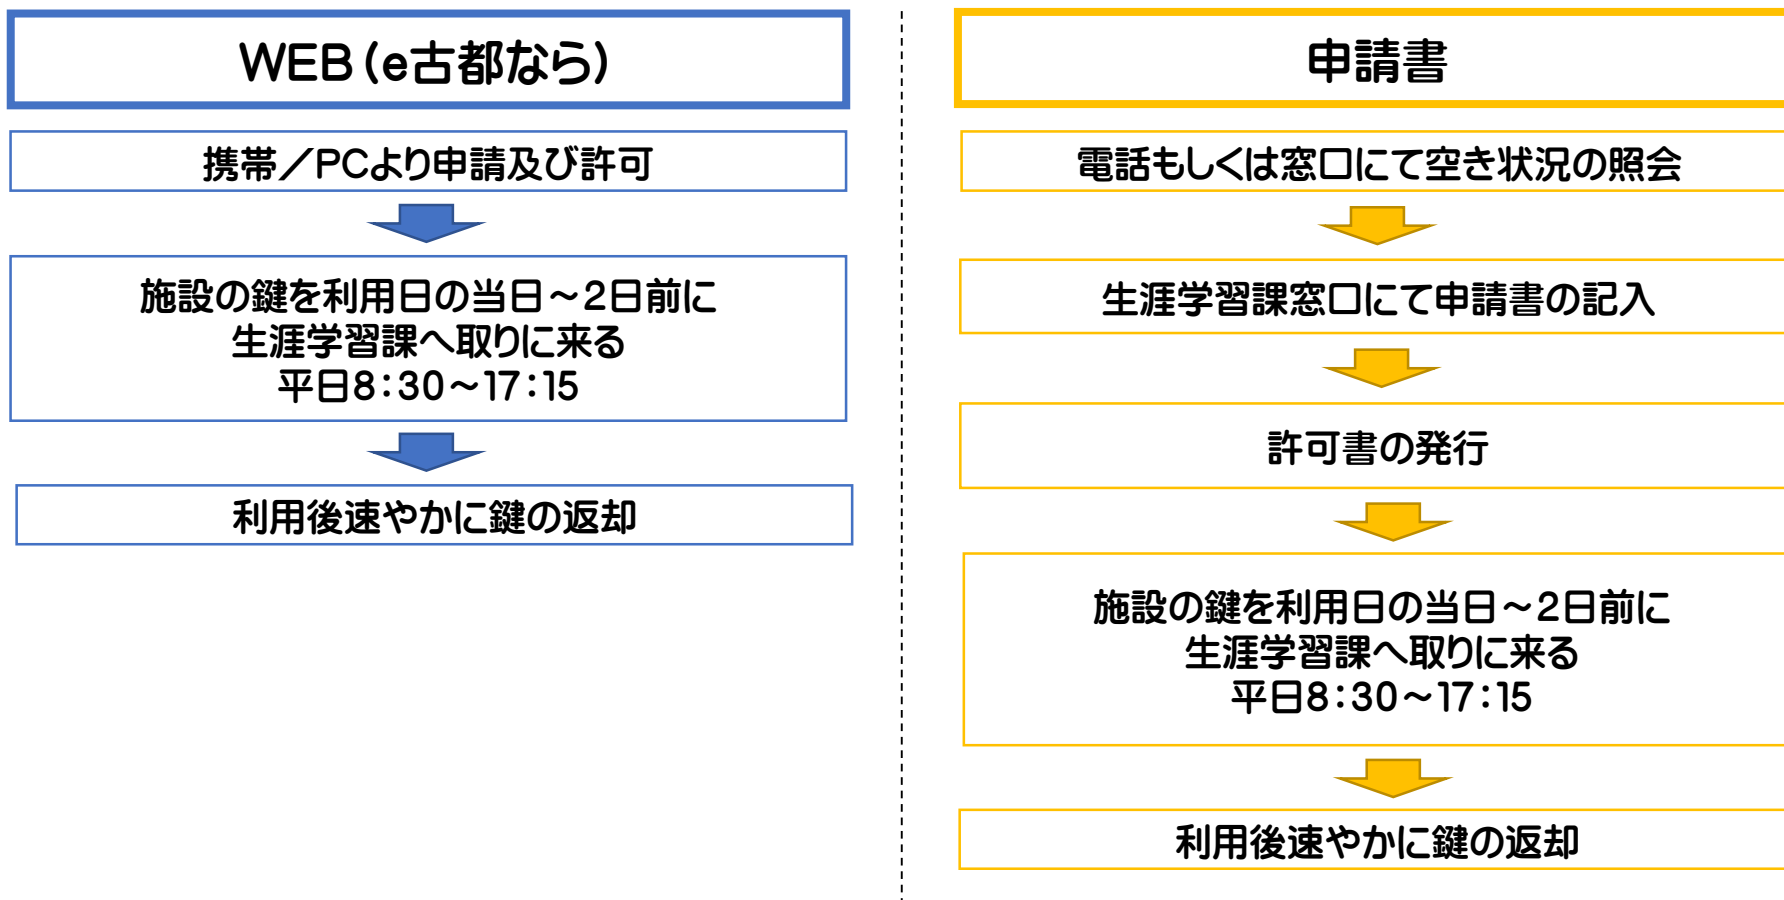 WEB(e古都なら)
携帯／PCより申請及び許可
施設の鍵を利用日の当日～2日前に
生涯学習課へ取りに来る
平日8:30～17:15
利用後速やかに鍵の返却
申請書
電話もしくは窓口にて空き状況の照会
生涯学習課窓口にて申請書の記入
許可書の発行
施設の鍵を利用日の当日～2日前に
生涯学習課へ取りに来る
平日8:30～17:15
利用後速やかに鍵の返却